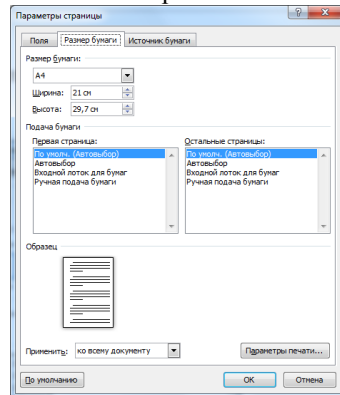 Параметры страницы
Поля
Размер бумаги
Источник бумаги
Размер бумаги:
A4
Ширина: 21 см
Высота: 29,7 см
Подача бумаги
Первая страница:
По умолч. (Автовыбор)
Автовыбор
Входной лоток для бумаг
Ручная подача бумаги
Остальные страницы:
По умолч. (Автовыбор)
Автовыбор
Входной лоток для бумаг
Ручная подача бумаги
Образец
Применить: ко всему документу
Параметры печати...
По умолчанию
ОК
Отмена